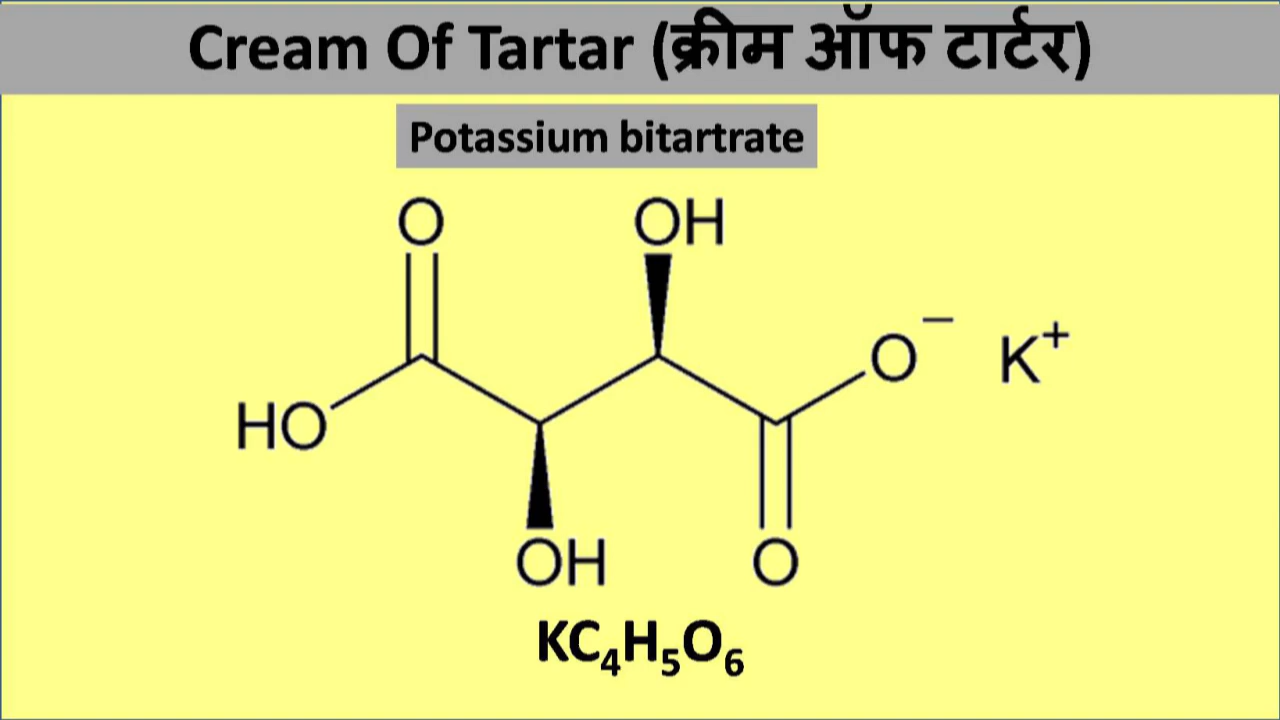 Cream Of Tartar (क्रीम ऑफ टार्टर)
Potassium bitartrate
O OH
O⁻ K⁺
HO
OH O
KC₄H₅O₆